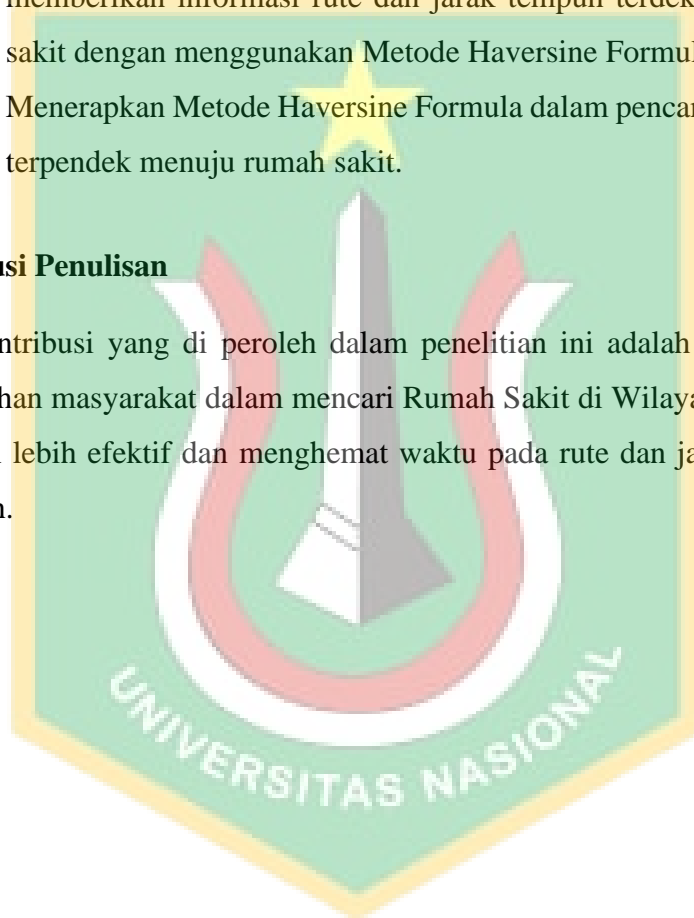 memberikan informasi rute dan jarak tempuh terdek
sakit dengan menggunakan Metode Haversine Formul
Menerapkan Metode Haversine Formula dalam pencar
terpendek menuju rumah sakit.
usi Penulisan
ntribusi yang di peroleh dalam penelitian ini adalah
han masyarakat dalam mencari Rumah Sakit di Wilaya
lebih efektif dan menghemat waktu pada rute dan ja
n.
UNIVERSITAS NASIONAL